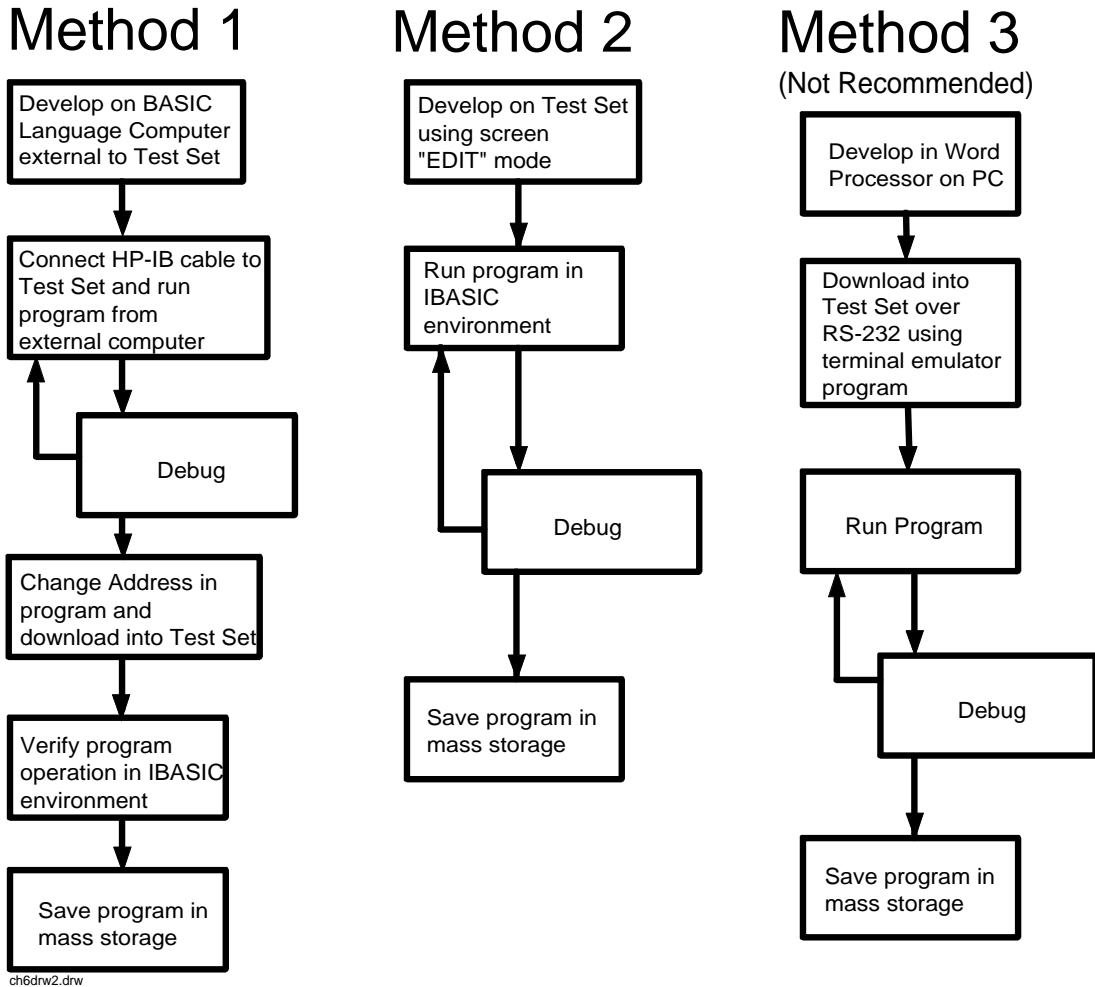 Method 1
Develop on BASIC
Language Computer
external to Test Set
Connect HP-IB cable to
Test Set and run
program from
external computer
Debug
Change Address in
program and
download into Test Set
Verify program
operation in IBASIC
environment
Save program in
mass storage
ch6drw2.drw
Method 2
Develop on Test Set
using screen
"EDIT" mode
Run program in
IBASIC
environment
Debug
Save program in
mass storage
Method 3
(Not Recommended)
Develop in Word
Processor on PC
Download into
Test Set over
RS-232 using
terminal emulator
program
Run Program
Debug
Save program in
mass storage